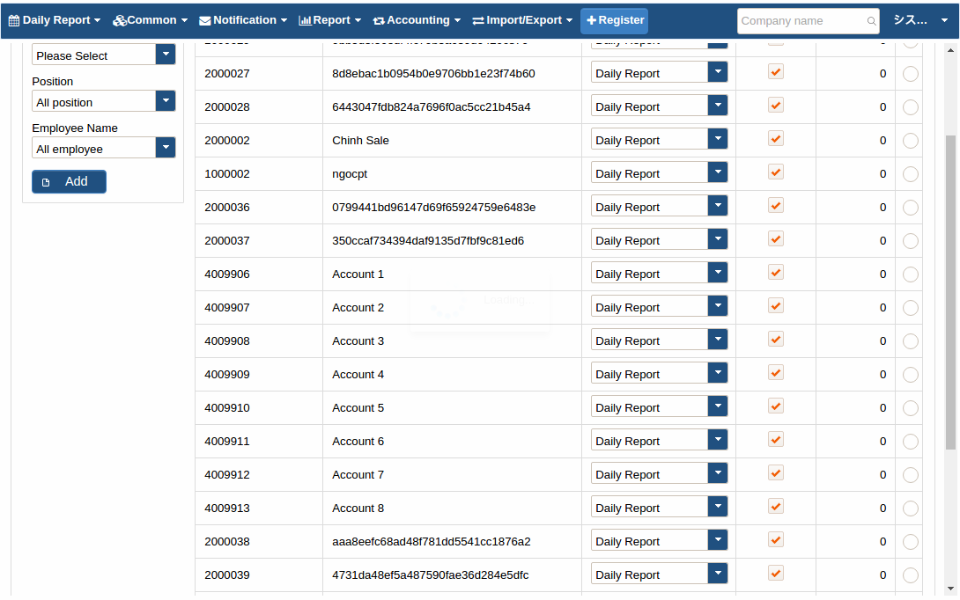 Daily Report Common Notification Report Accounting Import/Export Register Company name シス...
Please Select
Position
All position
Employee Name
All employee
Add
2000027 8d8ebac1b0954b0e9706bb1e23f74b60 Daily Report 0
2000028 6443047fdb824a7696f0ac5cc21b45a4 Daily Report 0
2000002 Chinh Sale Daily Report 0
1000002 ngocpt Daily Report 0
2000036 0799441bd96147d69f65924759e6483e Daily Report 0
2000037 350ccaf734394daf9135d7fbf9c81ed6 Daily Report 0
4009906 Account 1 Daily Report 0
4009907 Account 2 Daily Report 0
4009908 Account 3 Daily Report 0
4009909 Account 4 Daily Report 0
4009910 Account 5 Daily Report 0
4009911 Account 6 Daily Report 0
4009912 Account 7 Daily Report 0
4009913 Account 8 Daily Report 0
2000038 aaa8eefc68ad48f781dd5541cc1876a2 Daily Report 0
2000039 4731da48ef5a487590fae36d284e5dfc Daily Report 0